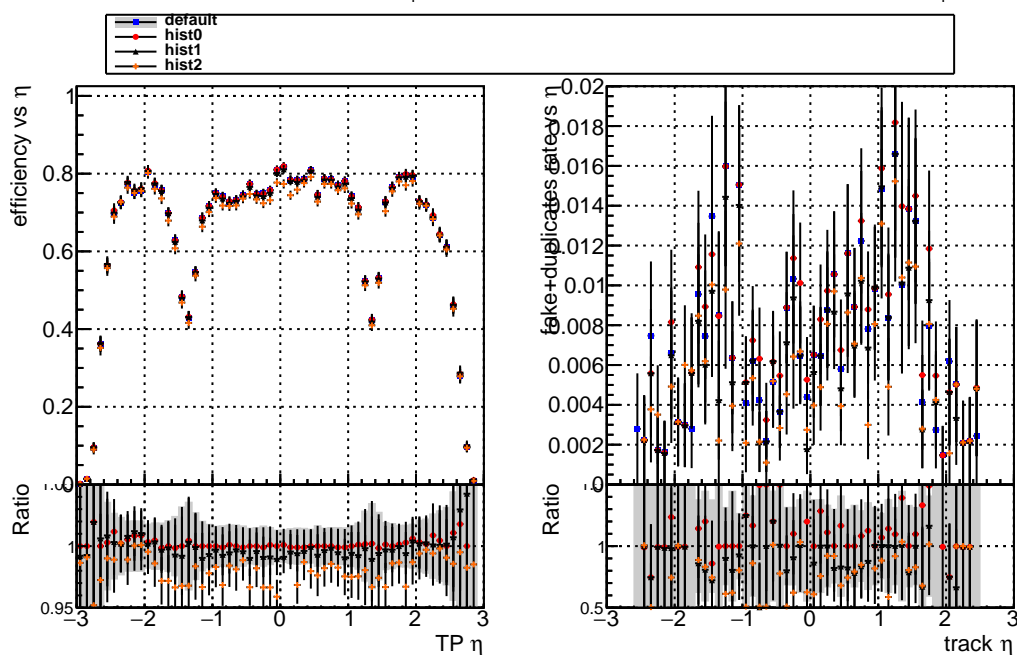 default
hist0
hist1
hist2
efficiency vs η
1
0.8
0.6
0.4
0.2
0
Ratio
1
0.95
−3 −2 −1 0 1 2 3
TP η
fake+duplicates rate vs η
0.02
0.018
0.016
0.014
0.012
0.01
0.008
0.006
0.004
0.002
0
Ratio
1
0.5
−3 −2 −1 0 1 2 3
track η